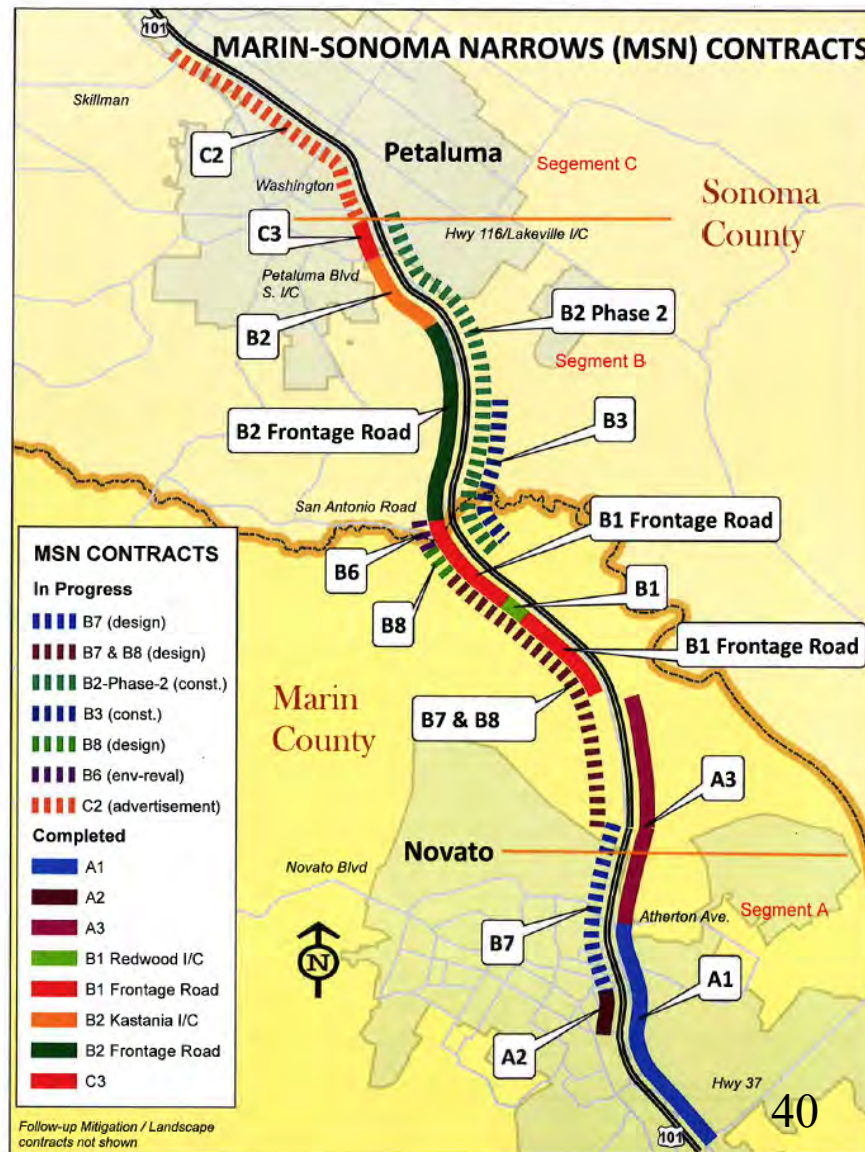 101
MARIN-SONOMA NARROWS (MSN) CONTRACTS
Skillman
C2
Petaluma
Segement C
Washington
Sonoma
County
C3
Hwy 116/Lakeville I/C
Petaluma Blvd
S. I/C
B2
B2 Phase 2
Segment B
B2 Frontage Road
B3
San Antonio Road
B1 Frontage Road
B6
B1
B8
B1 Frontage Road
Marin
County
B7 & B8
A3
Novato
Novato Blvd
Segment A
Atherton Ave.
B7
N
A1
A2
Hwy 37
40
101
MSN CONTRACTS
In Progress
B7 (design)
B7 & B8 (design)
B2-Phase-2 (const.)
B3 (const.)
B8 (design)
B6 (env-reval)
C2 (advertisement)
Completed
A1
A2
A3
B1 Redwood I/C
B1 Frontage Road
B2 Kastania I/C
B2 Frontage Road
C3
Follow-up Mitigation / Landscape
contracts not shown